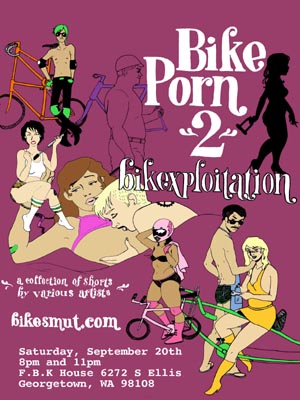 Bike
Porn
2
bikexploitation
a collection of shorts
by various artists
bikesmut.com
Saturday, September 20th
8pm and 11pm
F.B.K House 6272 S Ellis
Georgetown, WA 98108